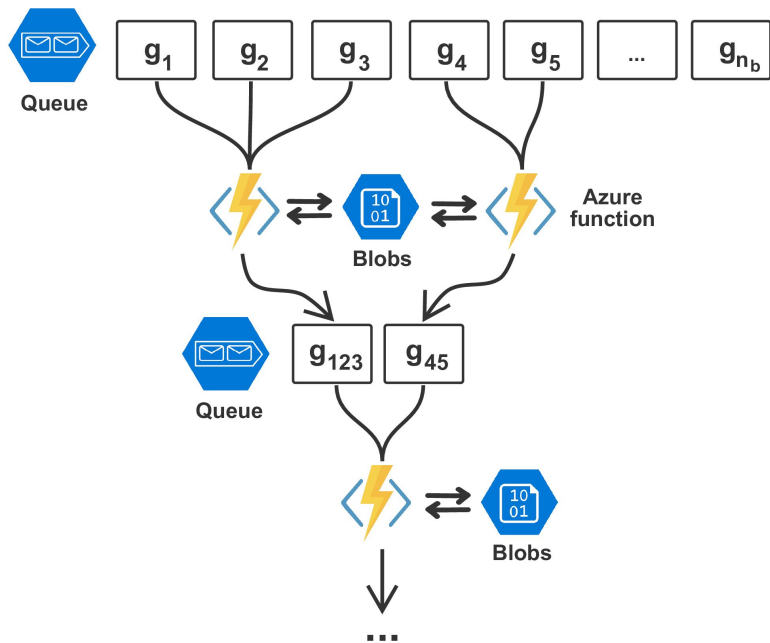 g1 g2 g3 g4 g5 ... gnb
Queue
10
01
Azure
function
Blobs
g123 g45
Queue
10
01
Blobs
...